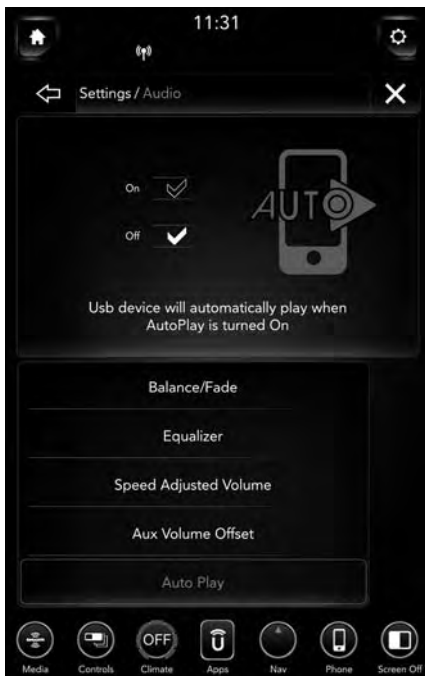 11:31
Settings / Audio
On
Off
AUTO
Usb device will automatically play when
AutoPlay is turned On
Balance/Fade
Equalizer
Speed Adjusted Volume
Aux Volume Offset
Auto Play
OFF
Media Controls Climate Apps Nav Phone Screen Off